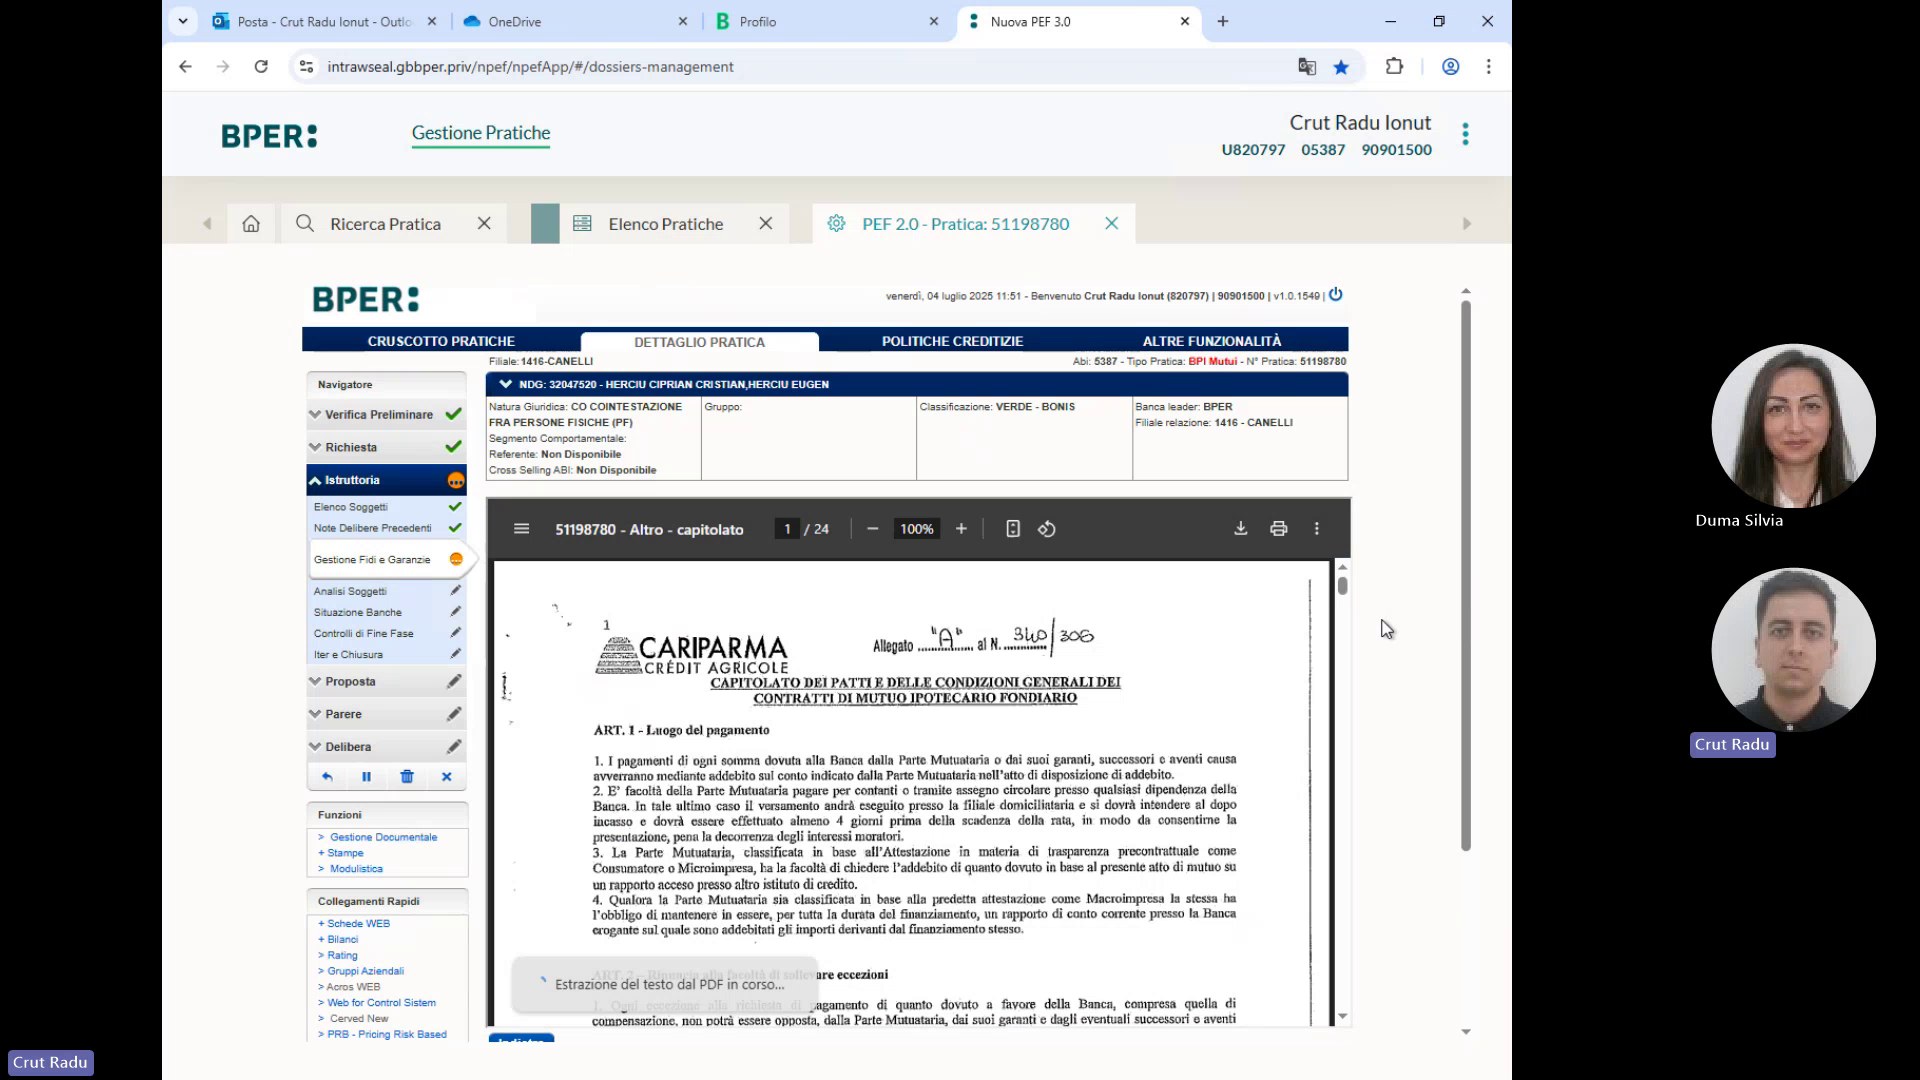 Posta - Crut Radu Ionut - Outlo
OneDrive
Profilo
Nuova PEF 3.0
intrawseal.gbbper.priv/npef/npefApp/#/dossiers-management
BPER:
Gestione Pratiche
Crut Radu Ionut
U820797 05387 90901500
Ricerca Pratica
Elenco Pratiche
PEF 2.0 - Pratica: 51198780
BPER:
venerdì, 04 luglio 2025 11:51 - Benvenuto Crut Radu Ionut (820797) | 90901500 | v1.0.1549 |
CRUSCOTTO PRATICHE
DETTAGLIO PRATICA
POLITICHE CREDITIZIE
ALTRE FUNZIONALITÀ
Filiale: 1416-CANELLI
Abi: 5387 - Tipo Pratica: BPI Mutui - N° Pratica: 51198780
Navigatore
Verifica Preliminare
Richiesta
Istruttoria
Elenco Soggetti
Note Delibere Precedenti
Gestione Fidi e Garanzie
Analisi Soggetti
Situazione Banche
Controlli di Fine Fase
Iter e Chiusura
Proposta
Parere
Delibera
Funzioni
> Gestione Documentale
+ Stampe
> Modulistica
Collegamenti Rapidi
+ Schede WEB
+ Bilanci
> Rating
> Gruppi Aziendali
> Acros WEB
> Web for Control Sistem
> Cerved New
> PRB - Pricing Risk Based
NDG: 32047520 - HERCIU CIPRIAN CRISTIAN,HERCIU EUGEN
Natura Giuridica: CO COINTESTAZIONE
FRA PERSONE FISICHE (PF)
Segmento Comportamentale:
Referente: Non Disponibile
Cross Selling ABI: Non Disponibile
Gruppo:
Classificazione: VERDE - BONIS
Banca leader: BPER
Filiale relazione: 1416 - CANELLI
51198780 - Altro - capitolato
1 / 24
100%
1
CARIPARMA
CRÉDIT AGRICOLE
Allegato "A" al N. 340/306
CAPITOLATO DEI PATTI E DELLE CONDIZIONI GENERALI DEI
CONTRATTI DI MUTUO IPOTECARIO FONDIARIO
ART. 1 - Luogo del pagamento
1. I pagamenti di ogni somma dovuta alla Banca dalla Parte Mutuataria o dai suoi garanti, successori o aventi causa
avverranno mediante addebito sul conto indicato dalla Parte Mutuataria nell'atto di disposizione di addebito.
2. E' facoltà della Parte Mutuataria pagare per contanti o tramite assegno circolare presso qualsiasi dipendenza della
Banca. In tale ultimo caso il versamento andrà eseguito presso la filiale domiciliataria e si dovrà intendere al dopo
incasso e dovrà essere effettuato almeno 4 giorni prima della scadenza della rata, in modo da consentirne la
presentazione, pena la decorrenza degli interessi moratori.
3. La Parte Mutuataria, classificata in base all'Attestazione in materia di trasparenza precontrattuale come
Consumatore o Microimpresa, ha la facoltà di chiedere l'addebito di quanto dovuto in base al presente atto di mutuo su
un rapporto acceso presso altro istituto di credito.
4. Qualora la Parte Mutuataria sia classificata in base alla predetta attestazione come Macroimpresa la stessa ha
l'obbligo di mantenere in essere, per tutta la durata del finanziamento, un rapporto di conto corrente presso la Banca
erogante sul quale sono addebitati gli importi derivanti dal finanziamento stesso.
ART. 2 - Rinuncia alla facoltà di sollevare eccezioni
Estrazione del testo dal PDF in corso...
1. Ogni eccezione alla richiesta di pagamento di quanto dovuto a favore della Banca, compresa quella di
compensazione, non potrà essere opposta, dalla Parte Mutuataria, dai suoi garanti e dagli eventuali successori o aventi
Indietro
Duma Silvia
Crut Radu
Crut Radu